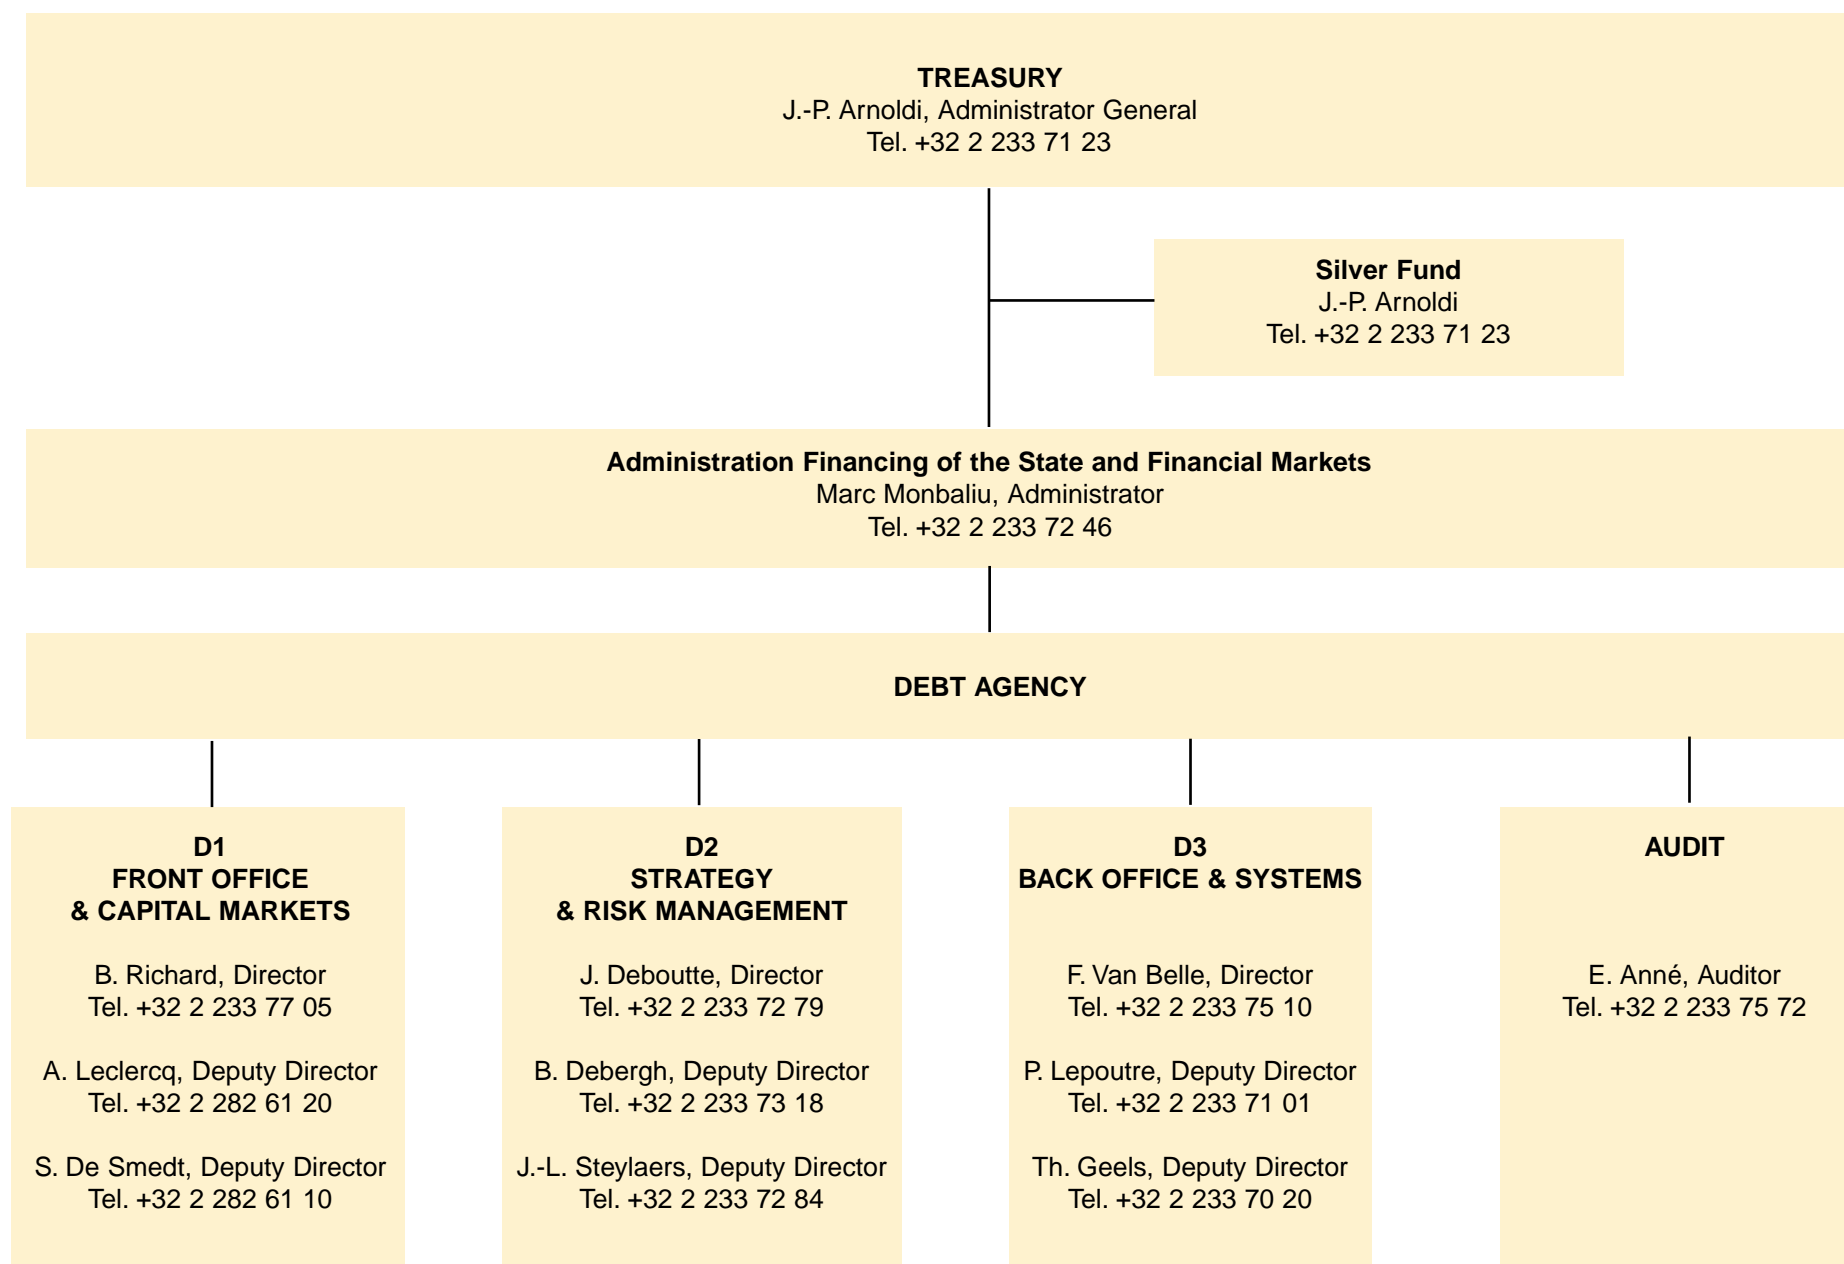 TREASURY
J.-P. Arnoldi, Administrator General
Tel. +32 2 233 71 23
Silver Fund
J.-P. Arnoldi
Tel. +32 2 233 71 23
Administration Financing of the State and Financial Markets
Marc Monbaliu, Administrator
Tel. +32 2 233 72 46
DEBT AGENCY
D1
FRONT OFFICE
& CAPITAL MARKETS
B. Richard, Director
Tel. +32 2 233 77 05
A. Leclercq, Deputy Director
Tel. +32 2 282 61 20
S. De Smedt, Deputy Director
Tel. +32 2 282 61 10
D2
STRATEGY
& RISK MANAGEMENT
J. Deboutte, Director
Tel. +32 2 233 72 79
B. Debergh, Deputy Director
Tel. +32 2 233 73 18
J.-L. Steylaers, Deputy Director
Tel. +32 2 233 72 84
D3
BACK OFFICE & SYSTEMS
F. Van Belle, Director
Tel. +32 2 233 75 10
P. Lepoutre, Deputy Director
Tel. +32 2 233 71 01
Th. Geels, Deputy Director
Tel. +32 2 233 70 20
AUDIT
E. Anné, Auditor
Tel. +32 2 233 75 72